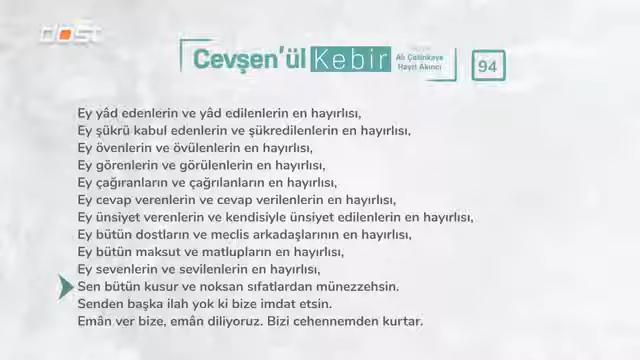 DOST
Cevşen'ül Kebir
Ali Çetinkaya
Hayri Akıncı
94
Ey yâd edenlerin ve yâd edilenlerin en hayırlısı,
Ey şükrü kabul edenlerin ve şükredilenlerin en hayırlısı,
Ey övenlerin ve övülenlerin en hayırlısı,
Ey görenlerin ve görülenlerin en hayırlısı,
Ey çağıranların ve çağrılanların en hayırlısı,
Ey cevap verenlerin ve cevap verilenlerin en hayırlısı,
Ey ünsiyet verenlerin ve kendisiyle ünsiyet edilenlerin en hayırlısı,
Ey bütün dostların ve meclis arkadaşlarının en hayırlısı,
Ey bütün maksut ve matlupların en hayırlısı,
Ey sevenlerin ve sevilenlerin en hayırlısı,
Sen bütün kusur ve noksan sıfatlardan münezzehsin.
Senden başka ilah yok ki bize imdat etsin.
Emân ver bize, emân diliyoruz. Bizi cehennemden kurtar.